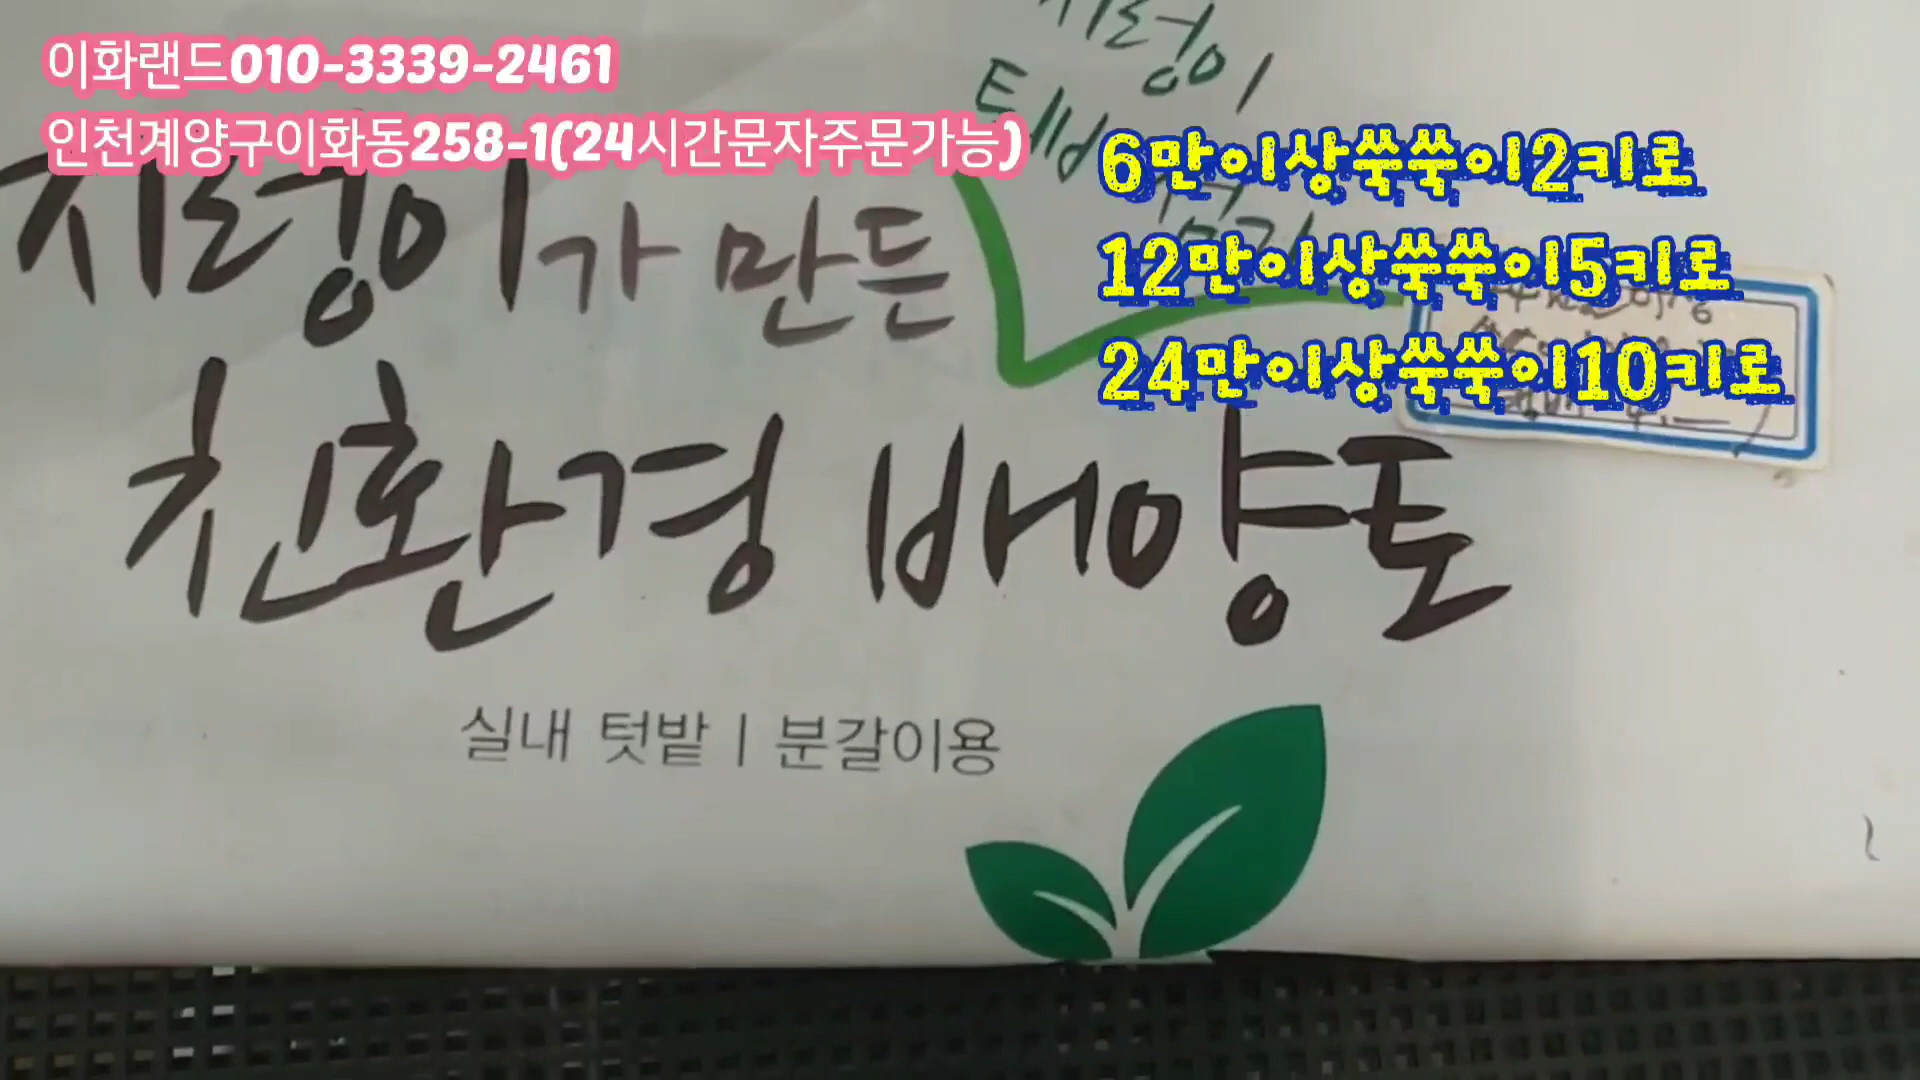 이화랜드010-3339-2461
인천계양구이화동258-1(24시간문자주문가능)
6만이상쑥쑥이2키로
12만이상쑥쑥이5키로
24만이상쑥쑥이10키로
지렁이
지렁이가 만든
친환경 배양토
실내 텃밭 | 분갈이용